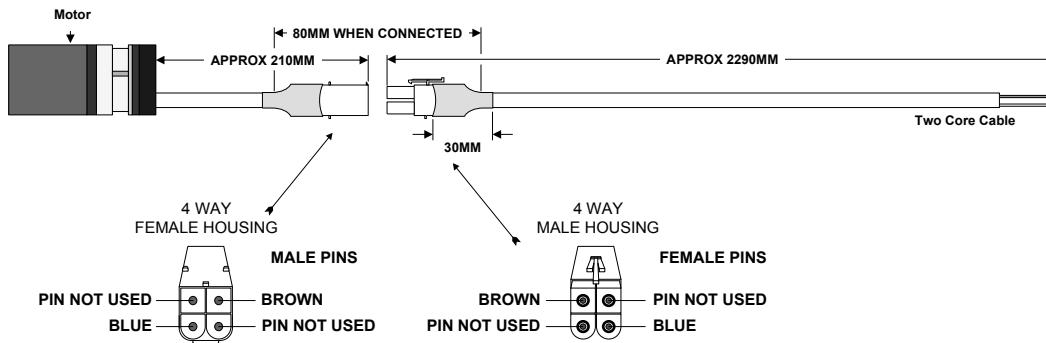 Motor
80MM WHEN CONNECTED
APPROX 210MM
APPROX 2290MM
Two Core Cable
30MM
4 WAY
FEMALE HOUSING
MALE PINS
PIN NOT USED
BROWN
BLUE
PIN NOT USED
4 WAY
MALE HOUSING
FEMALE PINS
BROWN
PIN NOT USED
PIN NOT USED
BLUE